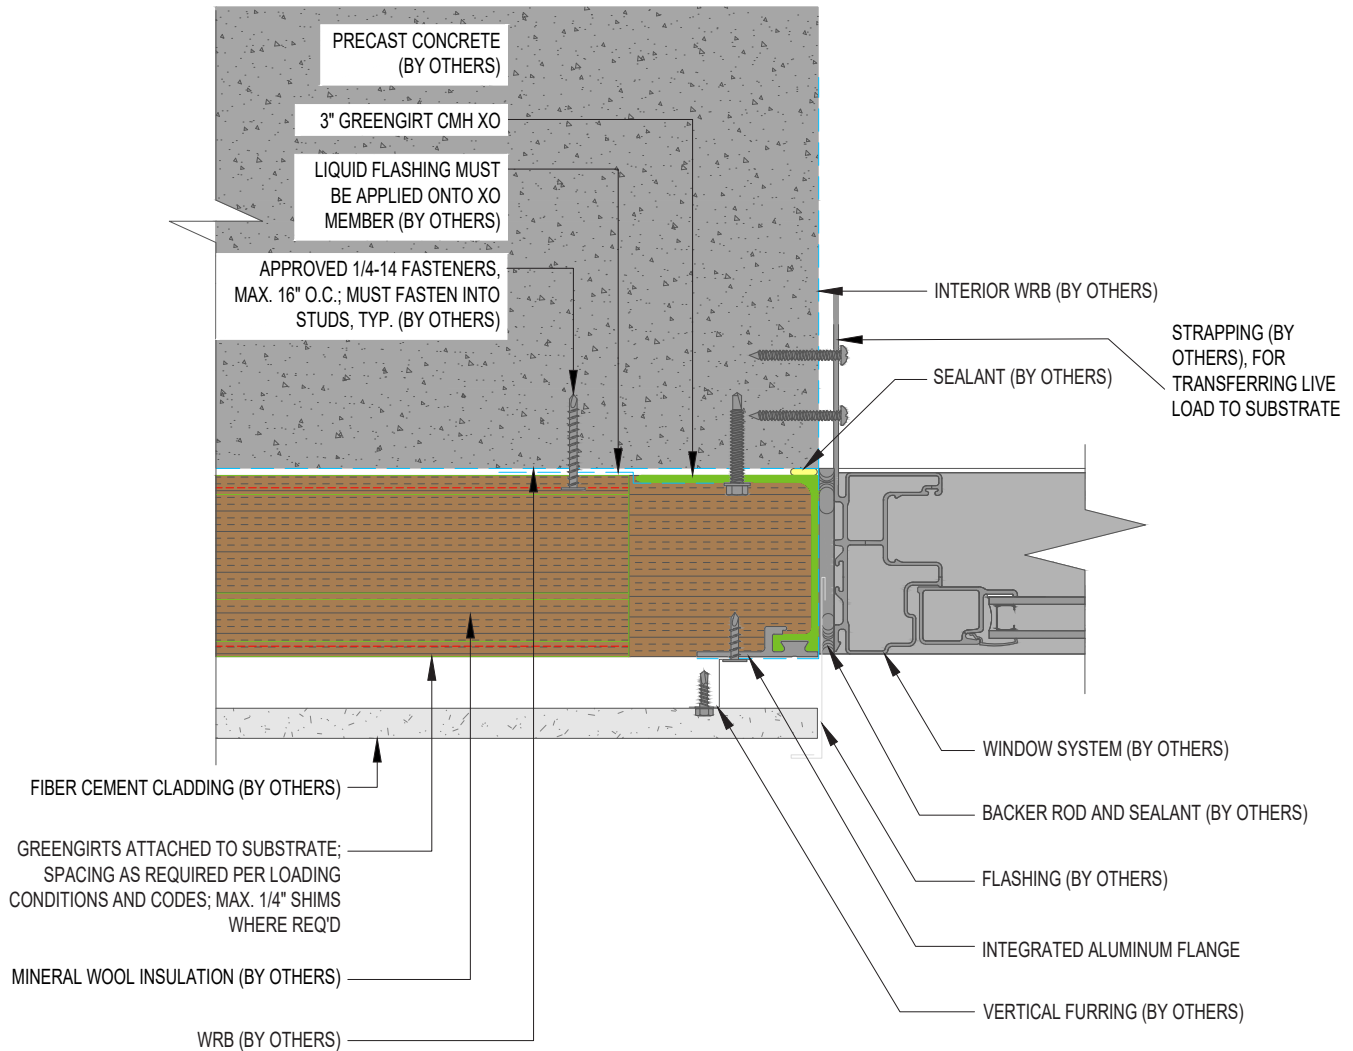 PRECAST CONCRETE
(BY OTHERS)
3" GREENGIRT CMH XO
LIQUID FLASHING MUST
BE APPLIED ONTO XO
MEMBER (BY OTHERS)
APPROVED 1/4-14 FASTENERS,
MAX. 16" O.C.; MUST FASTEN INTO
STUDS, TYP. (BY OTHERS)
INTERIOR WRB (BY OTHERS)
STRAPPING (BY
OTHERS), FOR
TRANSFERRING LIVE
LOAD TO SUBSTRATE
SEALANT (BY OTHERS)
WINDOW SYSTEM (BY OTHERS)
BACKER ROD AND SEALANT (BY OTHERS)
FLASHING (BY OTHERS)
INTEGRATED ALUMINUM FLANGE
VERTICAL FURRING (BY OTHERS)
FIBER CEMENT CLADDING (BY OTHERS)
GREENGIRTS ATTACHED TO SUBSTRATE;
SPACING AS REQUIRED PER LOADING
CONDITIONS AND CODES; MAX. 1/4" SHIMS
WHERE REQ'D
MINERAL WOOL INSULATION (BY OTHERS)
WRB (BY OTHERS)